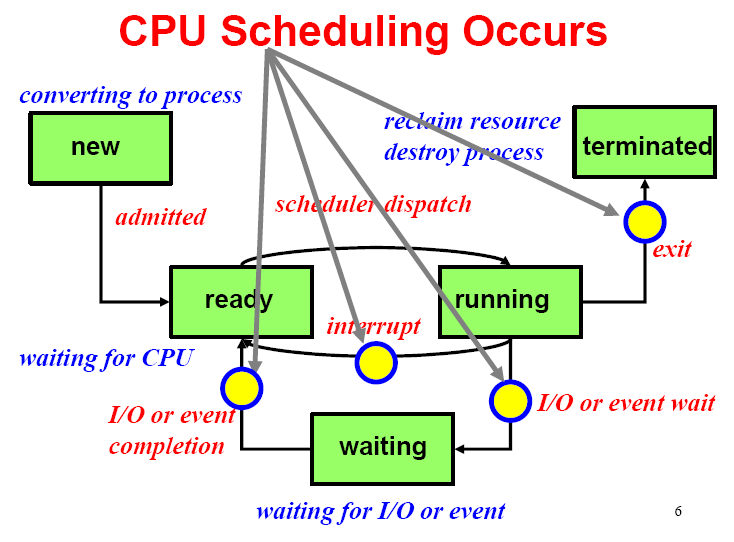 CPU Scheduling Occurs
converting to process
new
reclaim resource
destroy process
terminated
admitted
scheduler dispatch
exit
ready
running
interrupt
waiting for CPU
I/O or event
completion
I/O or event wait
waiting
waiting for I/O or event
6